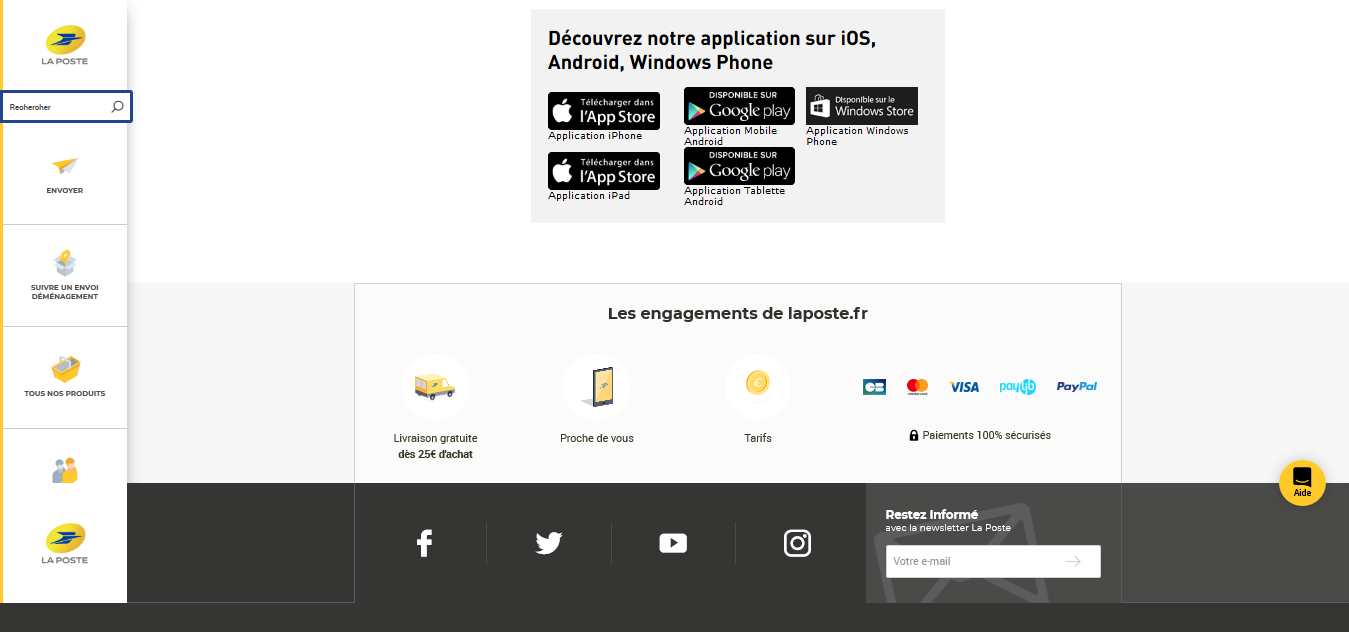 LA POSTE
Rechercher
ENVOYER
SUIVRE UN ENVOI
DÉMÉNAGEMENT
TOUS NOS PRODUITS
LA POSTE
Découvrez notre application sur iOS,
Android, Windows Phone
Télécharger dans
l'App Store
Application iPhone
DISPONIBLE SUR
Google play
Application Mobile
Android
Disponible sur le
Windows Store
Application Windows
Phone
Télécharger dans
l'App Store
Application iPad
DISPONIBLE SUR
Google play
Application Tablette
Android
Les engagements de laposte.fr
Livraison gratuite
dès 25€ d'achat
Proche de vous
Tarifs
CB
mastercard
VISA
paylib
PayPal
Paiements 100% sécurisés
Aide
Restez Informé
avec la newsletter La Poste
Votre e-mail